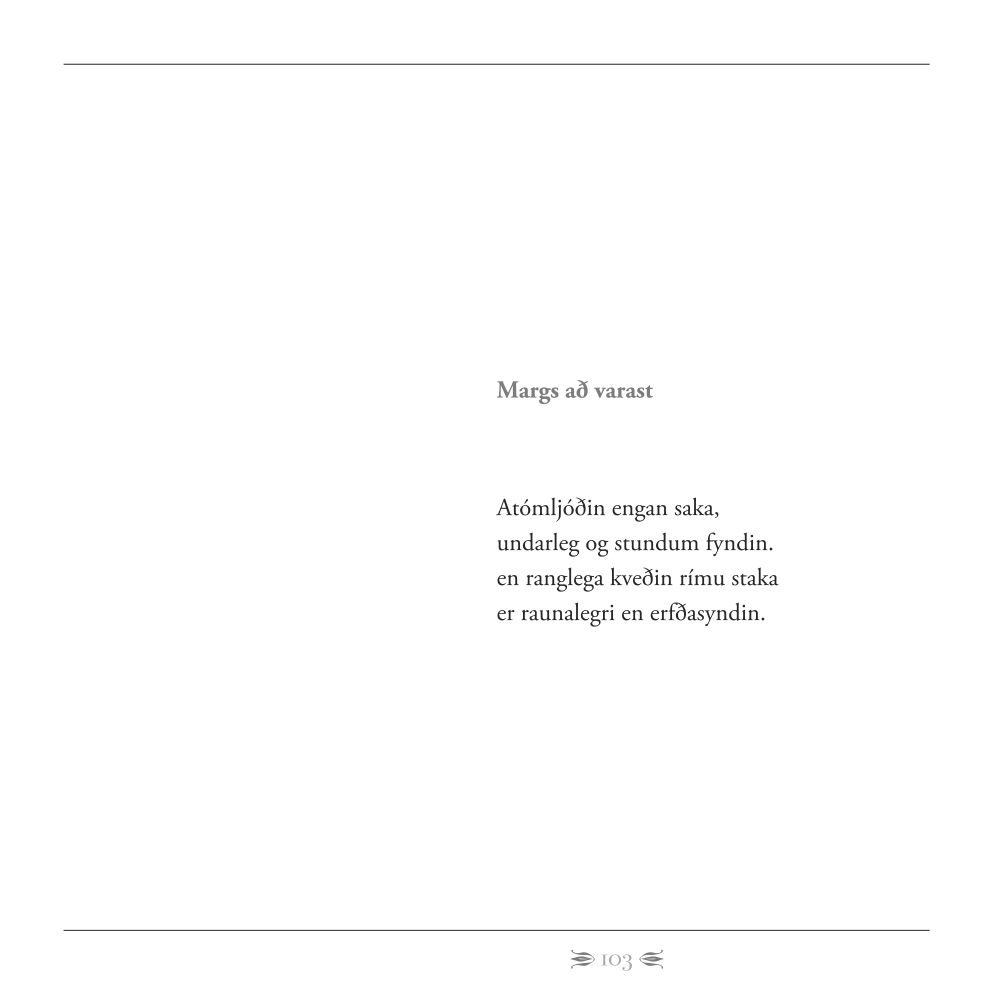 Margs að varast
Atómljóðin engan saka,
undarleg og stundum fyndin.
en ranglega kveðin rímu staka
er raunalegri en erfðasyndin.
103